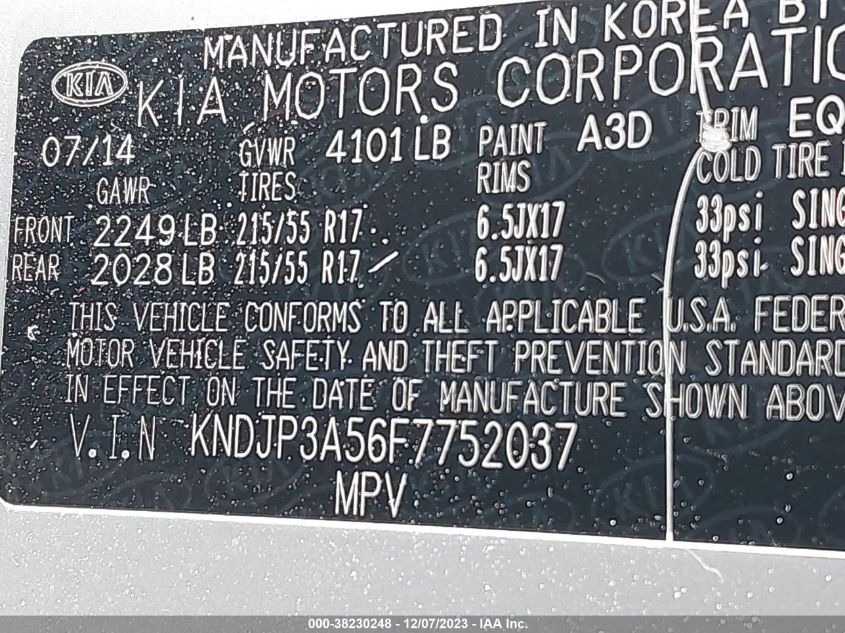 MANUFACTURED IN KOREA BY
KIA KIA MOTORS CORPORATIO
07/14 GVWR 4101 LB PAINT A3D TRIM EQ
GAWR TIRES RIMS COLD TIRE
FRONT 2249 LB 215/55 R17 6.5JX17 33psi SING
REAR 2028 LB 215/55 R17 6.5JX17 33psi SING
THIS VEHICLE CONFORMS TO ALL APPLICABLE U.S.A. FEDER
MOTOR VEHICLE SAFETY AND THEFT PREVENTION STANDARD
IN EFFECT ON THE DATE OF MANUFACTURE SHOWN ABOV
V.I.N KNDJP3A56F7752037
MPV
000-38230248 - 12/07/2023 - IAA Inc.